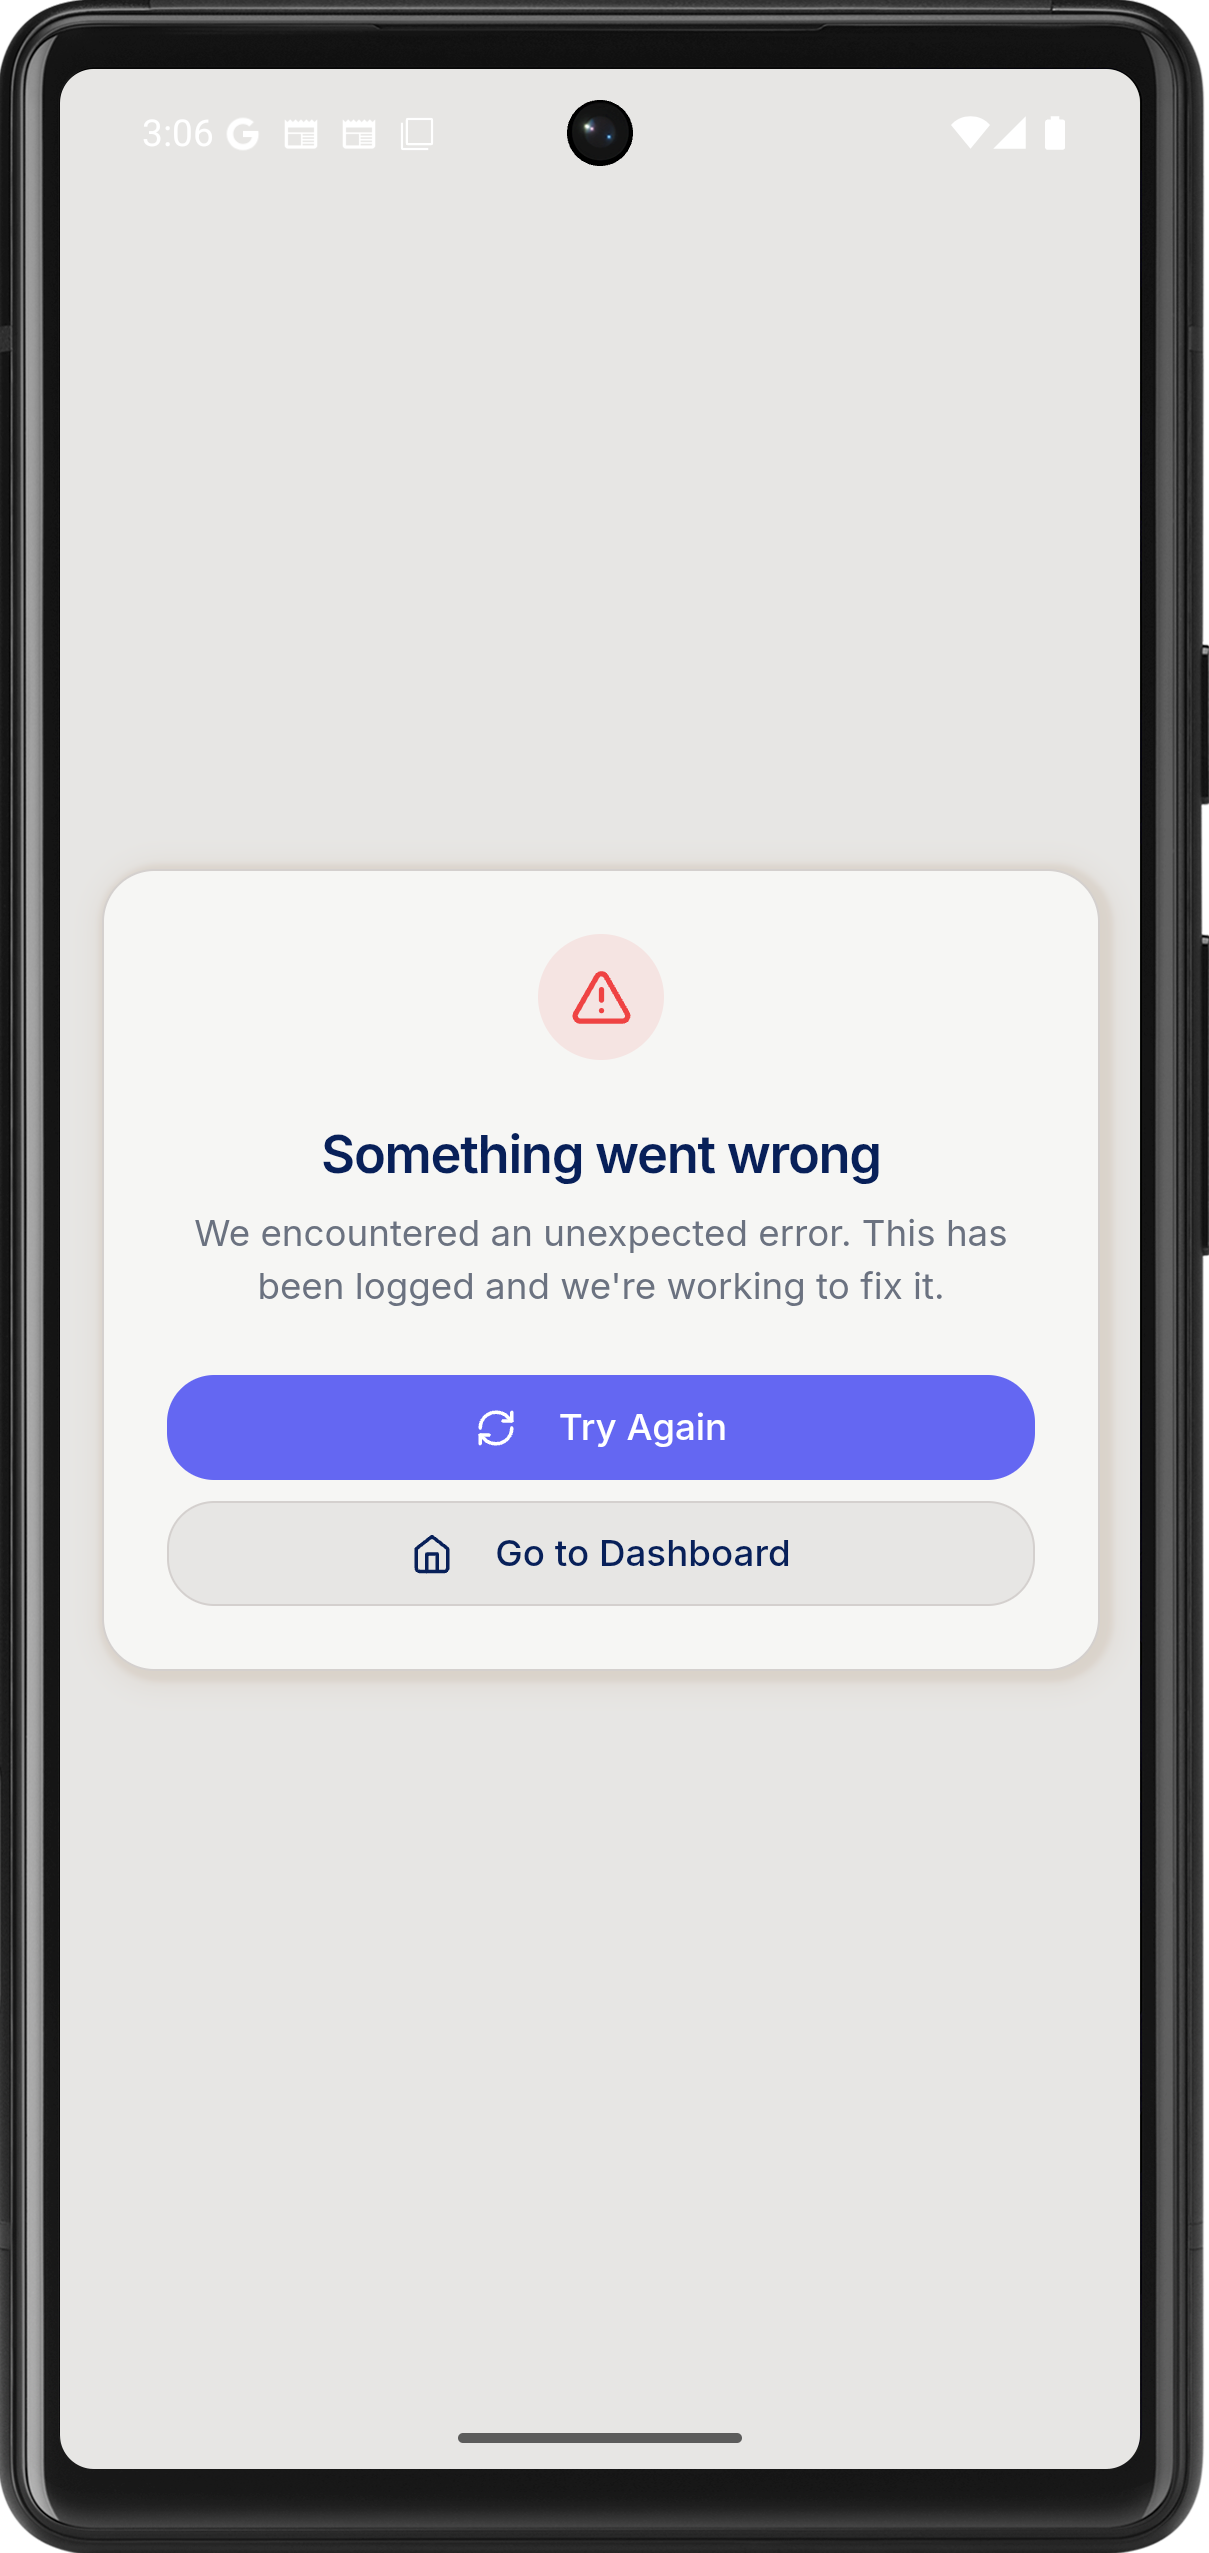 3:06
Something went wrong
We encountered an unexpected error. This has
been logged and we're working to fix it.
Try Again
Go to Dashboard